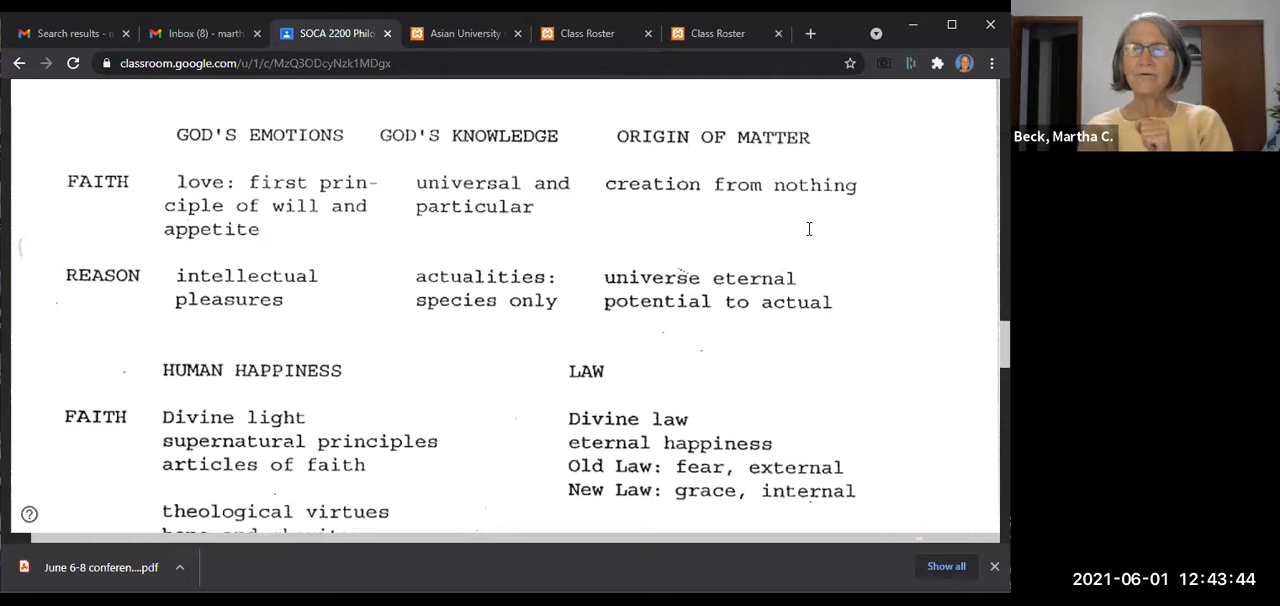 Search results - n
Inbox (8) - marth
SOCA 2200 Philo
Asian University
Class Roster
Class Roster
classroom.google.com/u/1/c/MzQ3ODcyNzk1MDgx
Beck, Martha C.
GOD'S EMOTIONS GOD'S KNOWLEDGE ORIGIN OF MATTER
FAITH love: first prin- universal and creation from nothing
ciple of will and particular
appetite
REASON intellectual actualities: universe eternal
pleasures species only potential to actual
HUMAN HAPPINESS LAW
FAITH Divine light Divine law
supernatural principles eternal happiness
articles of faith Old Law: fear, external
New Law: grace, internal
theological virtues
June 6-8 conferen....pdf
Show all
2021-06-01 12:43:44